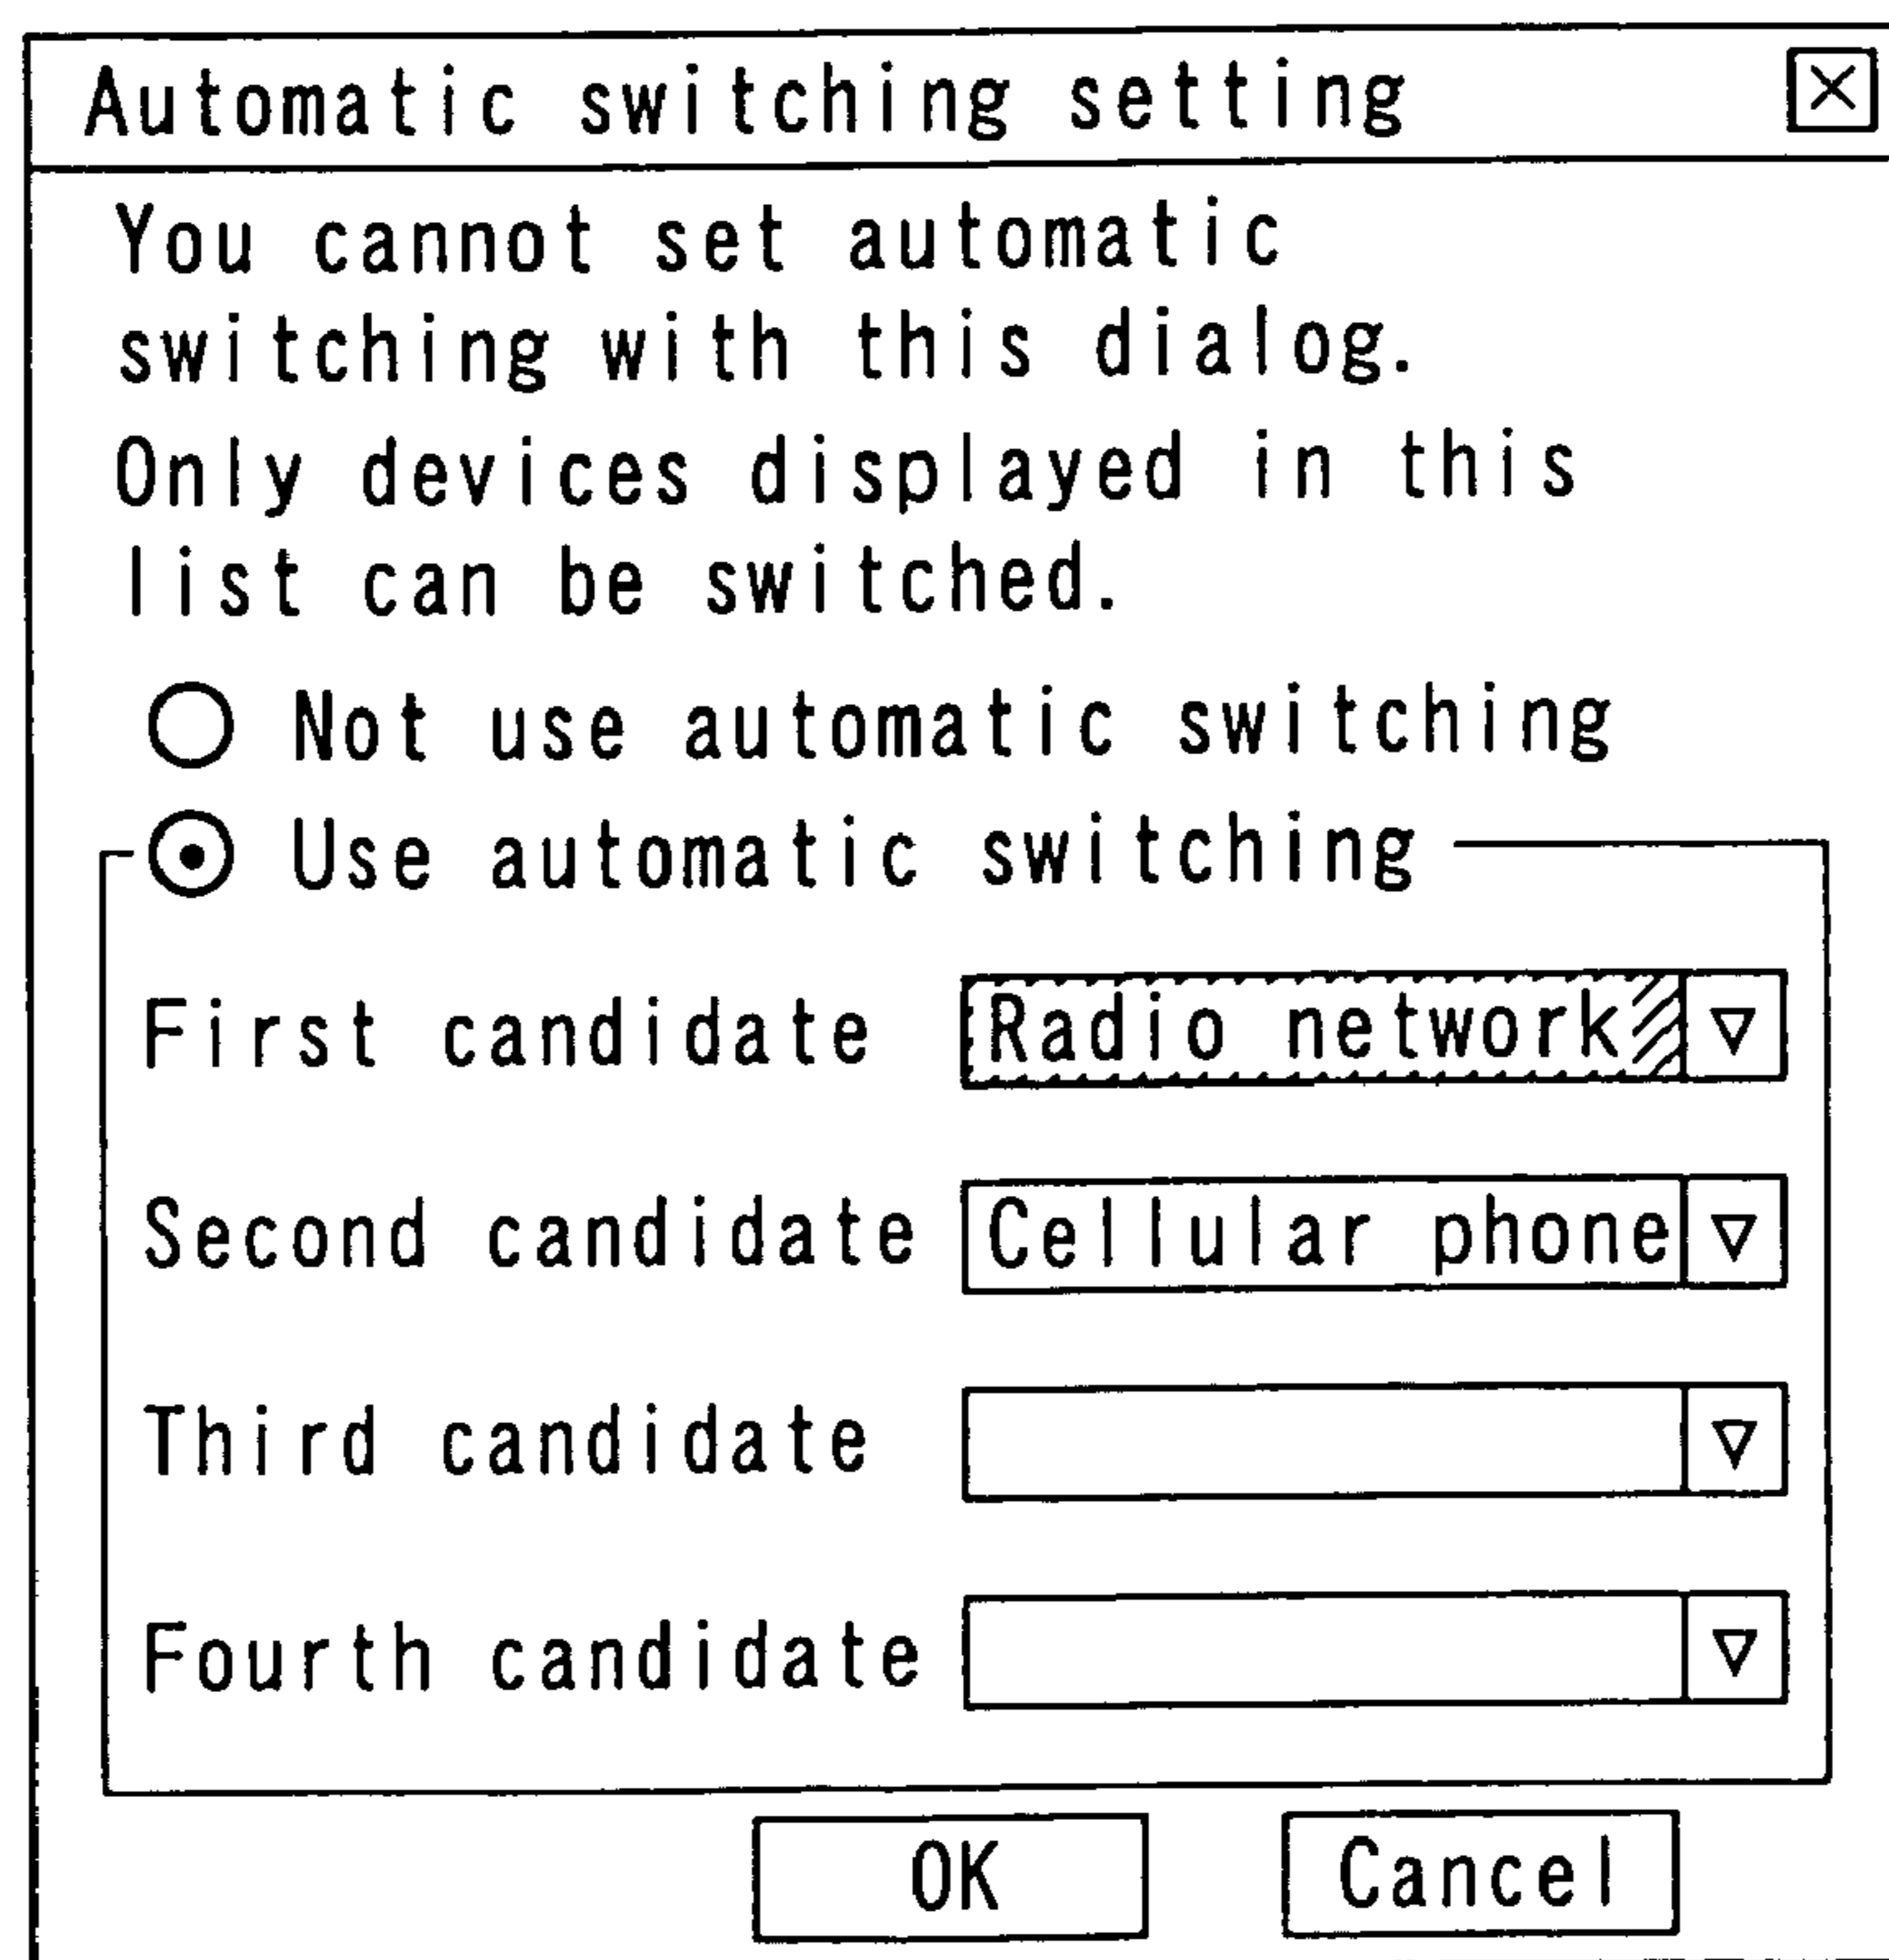 Automatic switching setting
You cannot set automatic
switching with this dialog.
Only devices displayed in this
list can be switched.
Not use automatic switching
Use automatic switching
First candidate Radio network
Second candidate Cellular phone
Third candidate
Fourth candidate
OK Cancel